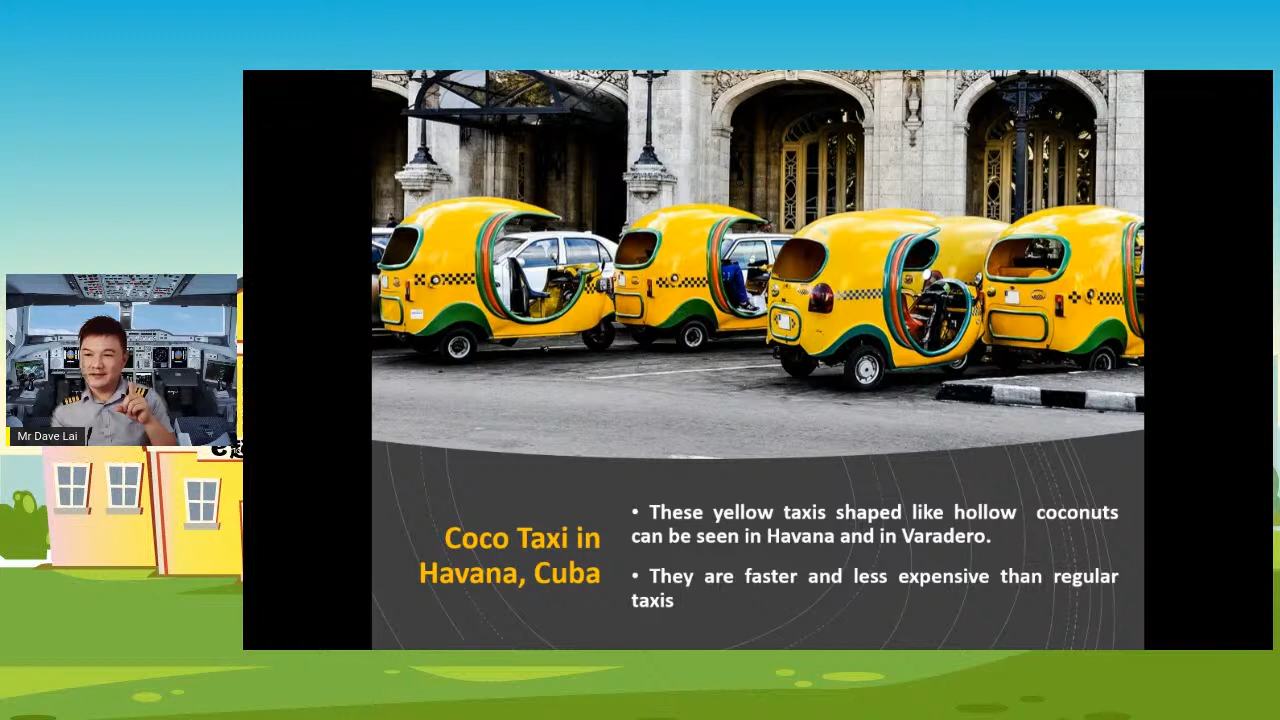 Mr Dave Lai
Coco Taxi in
Havana, Cuba
• These yellow taxis shaped like hollow coconuts
can be seen in Havana and in Varadero.
• They are faster and less expensive than regular
taxis